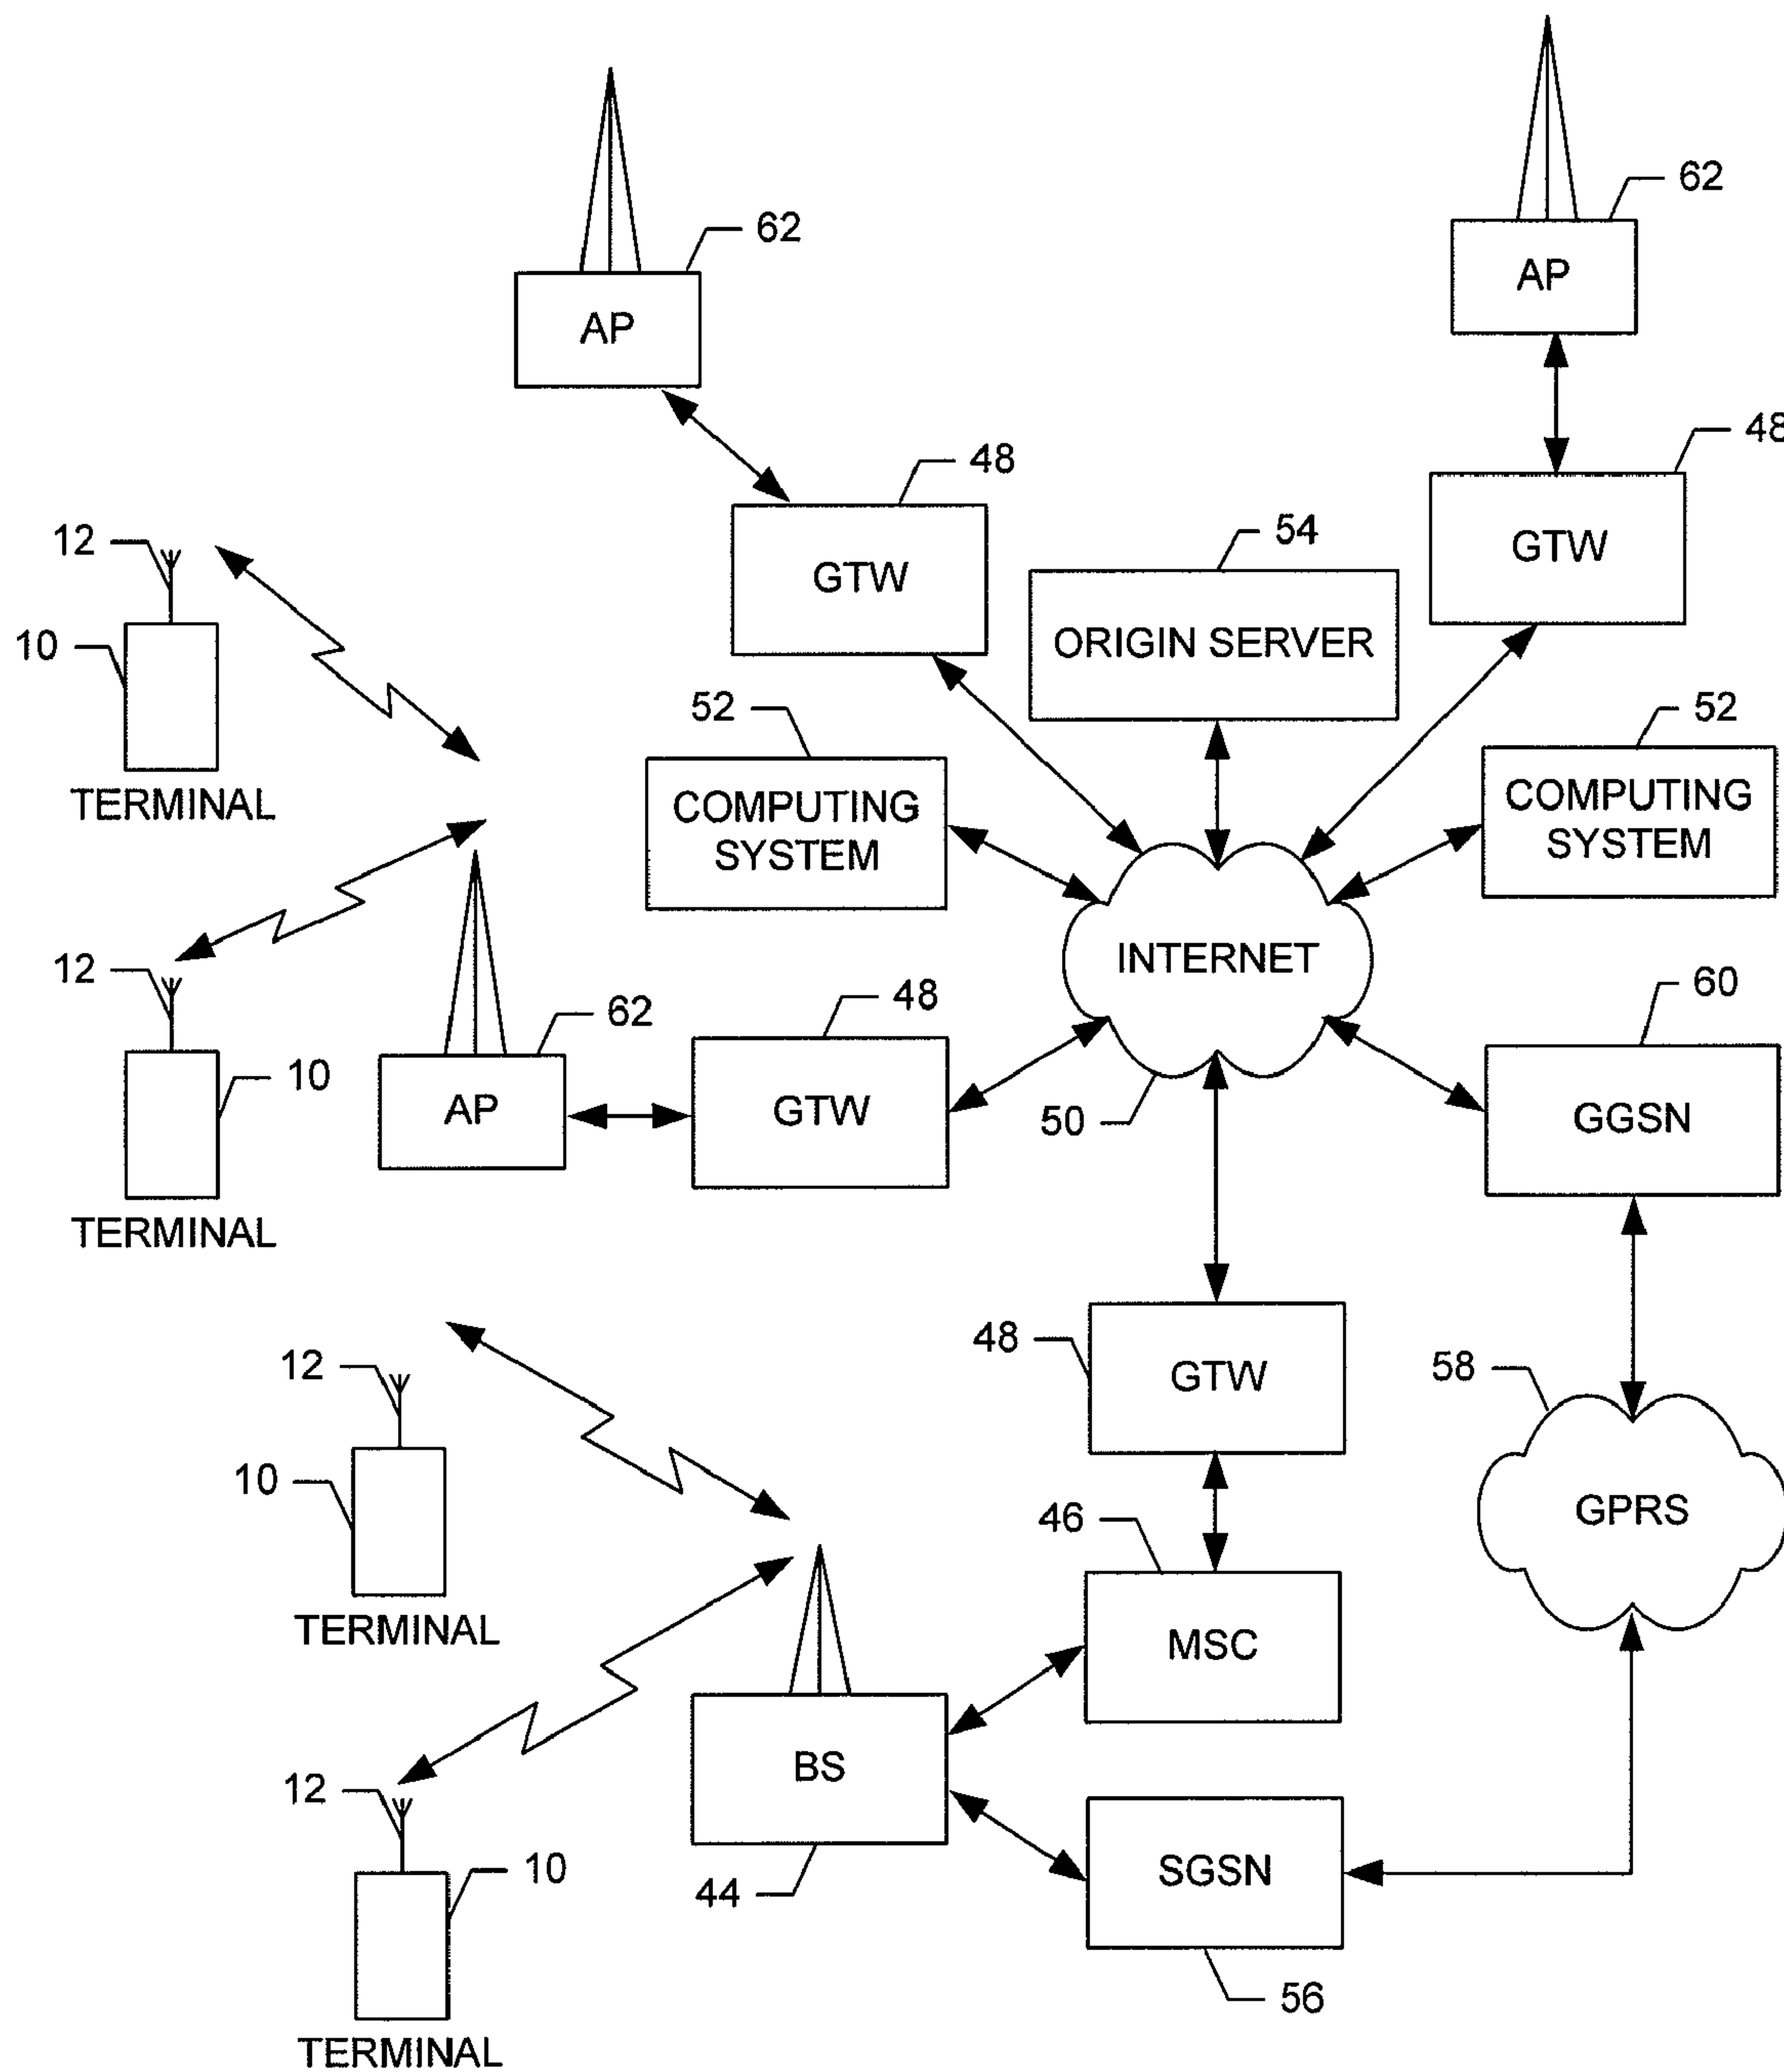 62
AP
62
AP
48
GTW
48
GTW
54
ORIGIN SERVER
12
10
TERMINAL
52
COMPUTING
SYSTEM
52
COMPUTING
SYSTEM
INTERNET
50
12
10
TERMINAL
62
AP
48
GTW
60
GGSN
48
GTW
58
GPRS
12
10
TERMINAL
46
MSC
BS
44
SGSN
56
12
10
TERMINAL